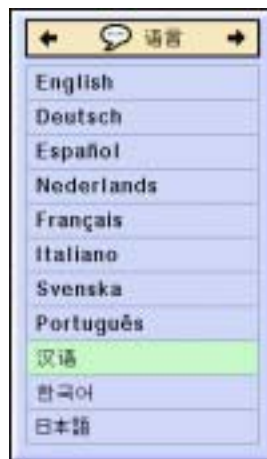 语言
English
Deutsch
Español
Nederlands
Français
Italiano
Svenska
Português
汉语
한국어
日本語